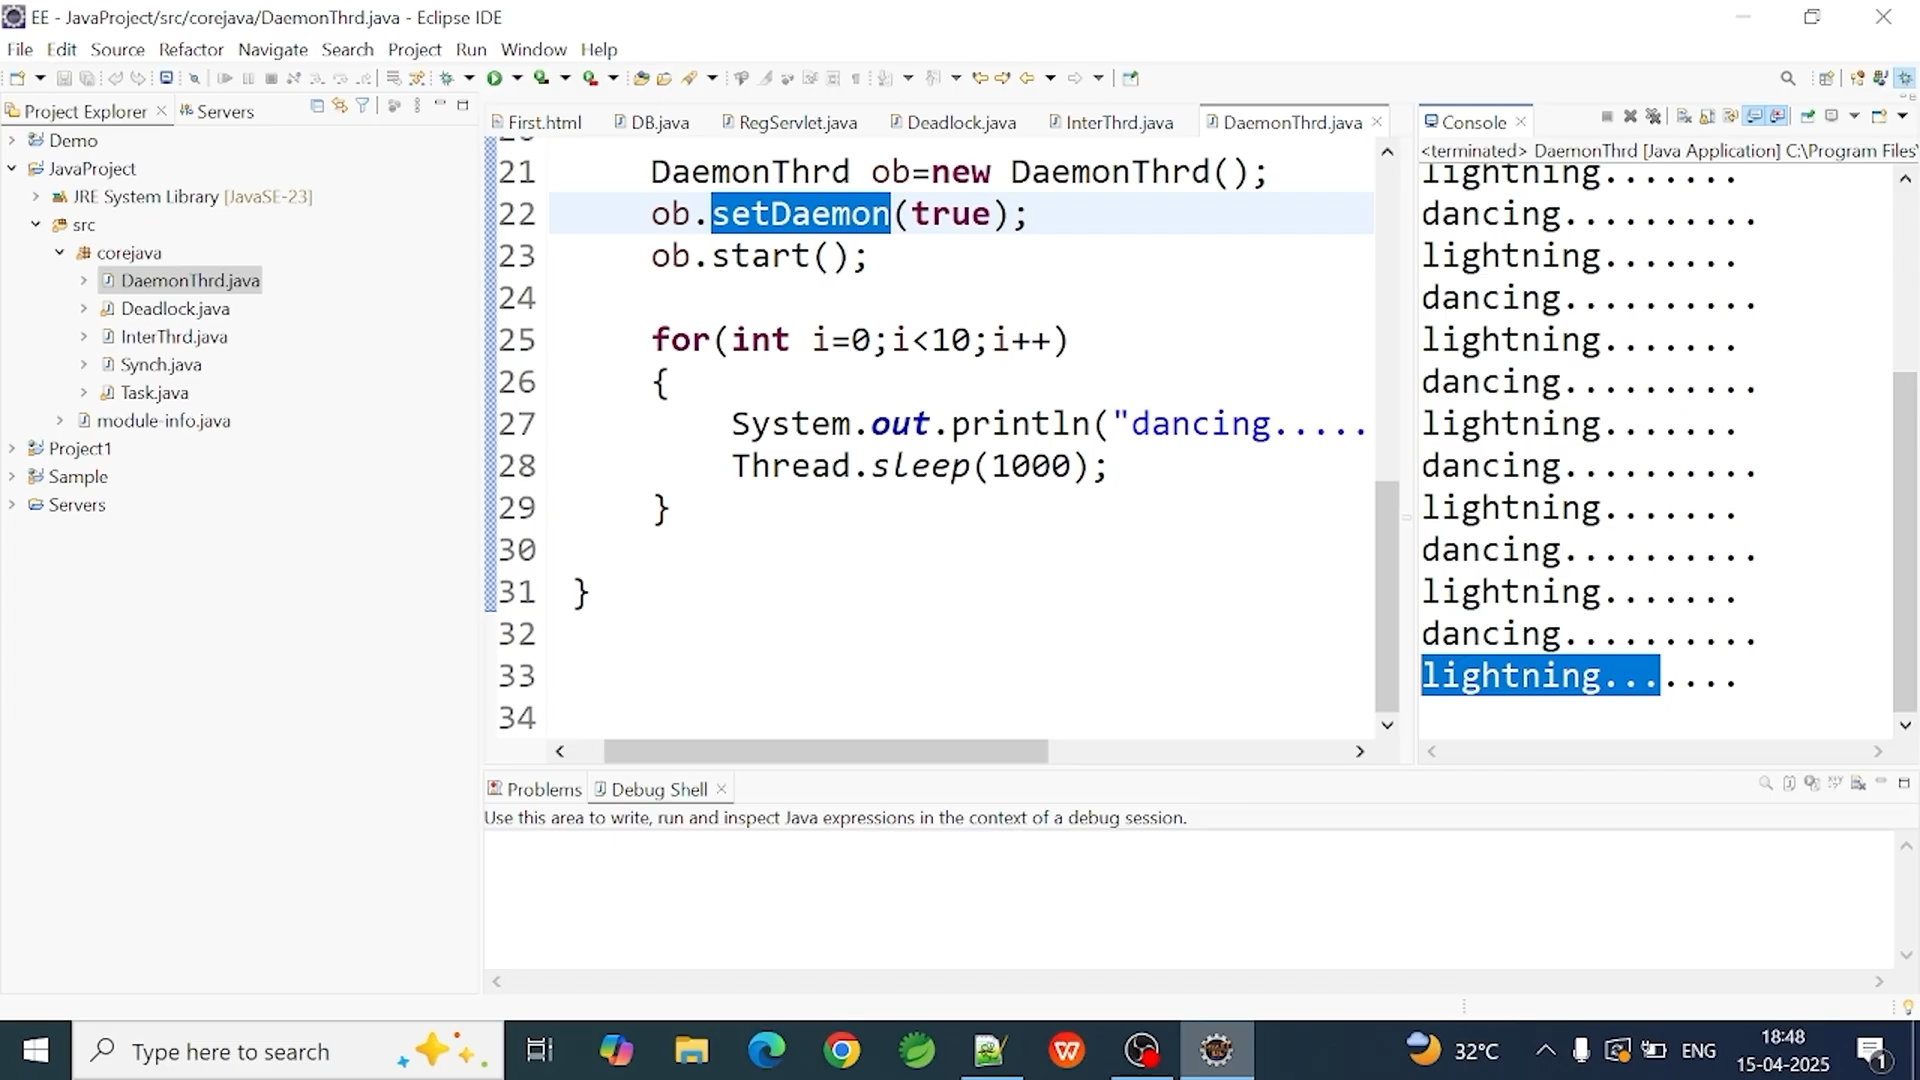 EE - JavaProject/src/corejava/DaemonThrd.java - Eclipse IDE
File Edit Source Refactor Navigate Search Project Run Window Help
Project Explorer
Servers
Demo
JavaProject
JRE System Library [JavaSE-23]
src
corejava
DaemonThrd.java
Deadlock.java
InterThrd.java
Synch.java
Task.java
module-info.java
Project1
Sample
Servers
First.html DB.java RegServlet.java Deadlock.java InterThrd.java DaemonThrd.java
21 DaemonThrd ob=new DaemonThrd();
22 ob.setDaemon(true);
23 ob.start();
24
25 for(int i=0;i<10;i++)
26 {
27 System.out.println("dancing.....
28 Thread.sleep(1000);
29 }
30
31 }
32
33
34
Console
<terminated> DaemonThrd [Java Application] C:\Program Files\
lightning.......
dancing..........
lightning.......
dancing..........
lightning.......
dancing..........
lightning.......
dancing..........
lightning.......
dancing..........
lightning.......
dancing..........
lightning.......
Problems Debug Shell
Use this area to write, run and inspect Java expressions in the context of a debug session.
Type here to search
32°C
ENG
18:48
15-04-2025
1